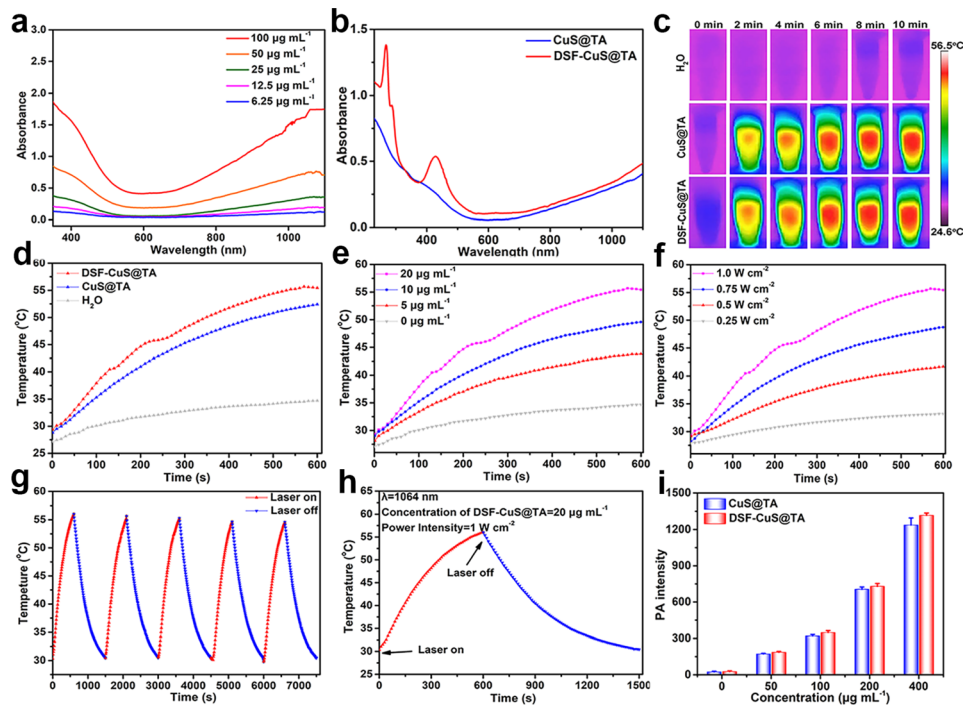 a
3.0
2.5
2.0
1.5
1.0
0.5
0.0
Absorbance
400 600 800 1000
Wavelength (nm)
100 µg mL-1
50 µg mL-1
25 µg mL-1
12.5 µg mL-1
6.25 µg mL-1
b
1.5
1.0
0.5
0.0
Absorbance
400 600 800 1000
Wavelength (nm)
CuS@TA
DSF-CuS@TA
c
0 min 2 min 4 min 6 min 8 min 10 min
H2O
CuS@TA
DSF-CuS@TA
56.5°C
24.6°C
d
60
55
50
45
40
35
30
25
Temperature (°C)
0 100 200 300 400 500 600
Time (s)
DSF-CuS@TA
CuS@TA
H2O
e
60
55
50
45
40
35
30
Temperature (°C)
0 100 200 300 400 500 600
Time (s)
20 µg mL-1
10 µg mL-1
5 µg mL-1
0 µg mL-1
f
60
55
50
45
40
35
30
Temperature (°C)
0 100 200 300 400 500 600
Time (s)
1.0 W cm-2
0.75 W cm-2
0.5 W cm-2
0.25 W cm-2
g
60
55
50
45
40
35
30
Temperature (°C)
0 1000 2000 3000 4000 5000 6000 7000
Time (s)
Laser on
Laser off
h
65
60
55
50
45
40
35
30
25
Temperature (°C)
0 300 600 900 1200 1500
Time (s)
λ=1064 nm
Concentration of DSF-CuS@TA=20 µg mL-1
Power Intensity=1 W cm-2
Laser off
Laser on
i
1500
1200
900
600
300
0
PA intensity
0 50 100 200 400
Concentration (µg mL-1)
CuS@TA
DSF-CuS@TA